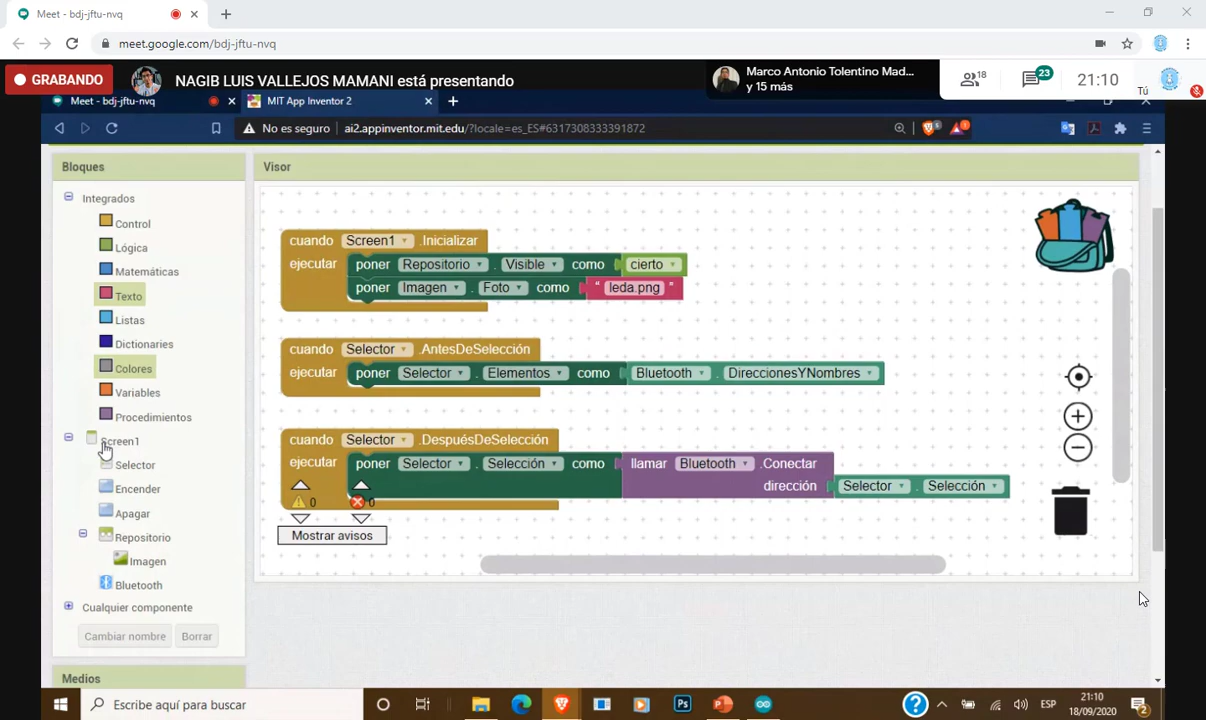 Meet - bdj-jftu-nvq
meet.google.com/bdj-jftu-nvq
GRABANDO
NAGIB LUIS VALLEJOS MAMANI está presentando
Marco Antonio Tolentino Mad...
y 15 más
18
23
21:10
Tú
Meet - bdj-jftu-nvq
MIT App Inventor 2
No es seguro
ai2.appinventor.mit.edu/?locale=es_ES#6317308333391872
Bloques
Visor
Integrados
Control
Lógica
Matemáticas
Texto
Listas
Dictionaries
Colores
Variables
Procedimientos
Screen1
Selector
Encender
Apagar
Repositorio
Imagen
Bluetooth
Cualquier componente
Cambiar nombre
Borrar
Medios
cuando Screen1 .Inicializar
ejecutar poner Repositorio . Visible como cierto
poner Imagen . Foto como " leda.png "
cuando Selector .AntesDeSelección
ejecutar poner Selector . Elementos como Bluetooth . DireccionesYNombres
cuando Selector .DespuésDeSelección
ejecutar poner Selector . Selección como llamar Bluetooth .Conectar
dirección Selector . Selección
0
0
Mostrar avisos
Escribe aquí para buscar
Ps
ESP
21:10
18/09/2020
2